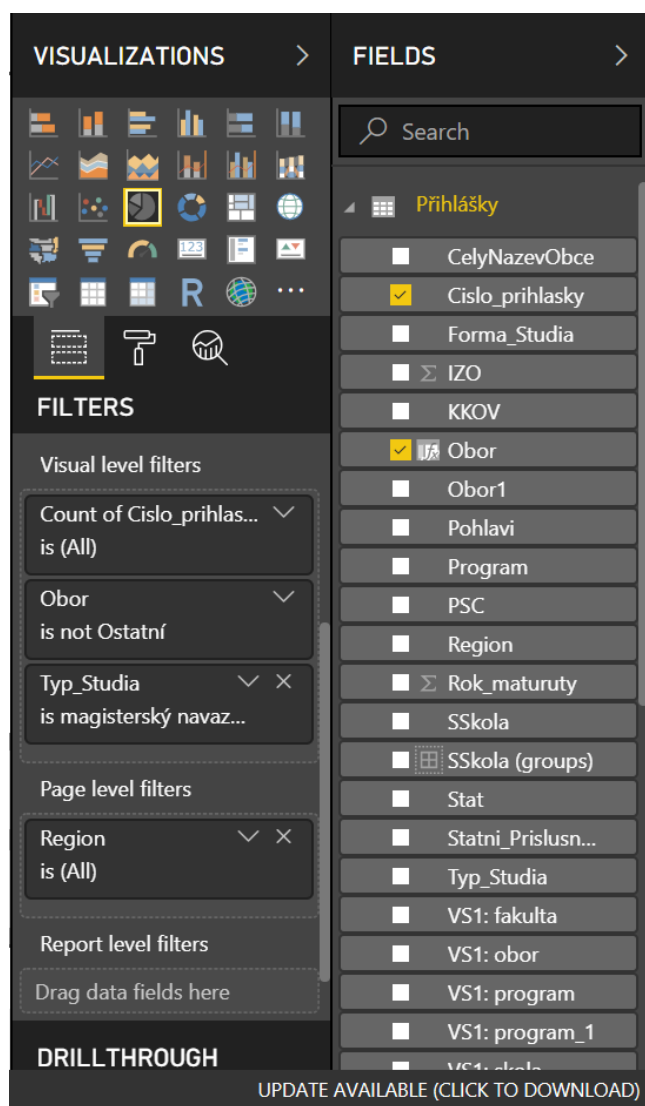 VISUALIZATIONS
123
R
FILTERS
Visual level filters
Count of Cislo_prihlas...
is (All)
Obor
is not Ostatní
Typ_Studia
is magisterský navaz...
Page level filters
Region
is (All)
Report level filters
Drag data fields here
DRILLTHROUGH
FIELDS
Search
Přihlášky
CelyNazevObce
Cislo_prihlasky
Forma_Studia
Σ IZO
KKOV
Obor
Obor1
Pohlavi
Program
PSC
Region
Σ Rok_maturuty
SSkola
SSkola (groups)
Stat
Statni_Prislusn...
Typ_Studia
VS1: fakulta
VS1: obor
VS1: program
VS1: program_1
VS1: skola
UPDATE AVAILABLE (CLICK TO DOWNLOAD)